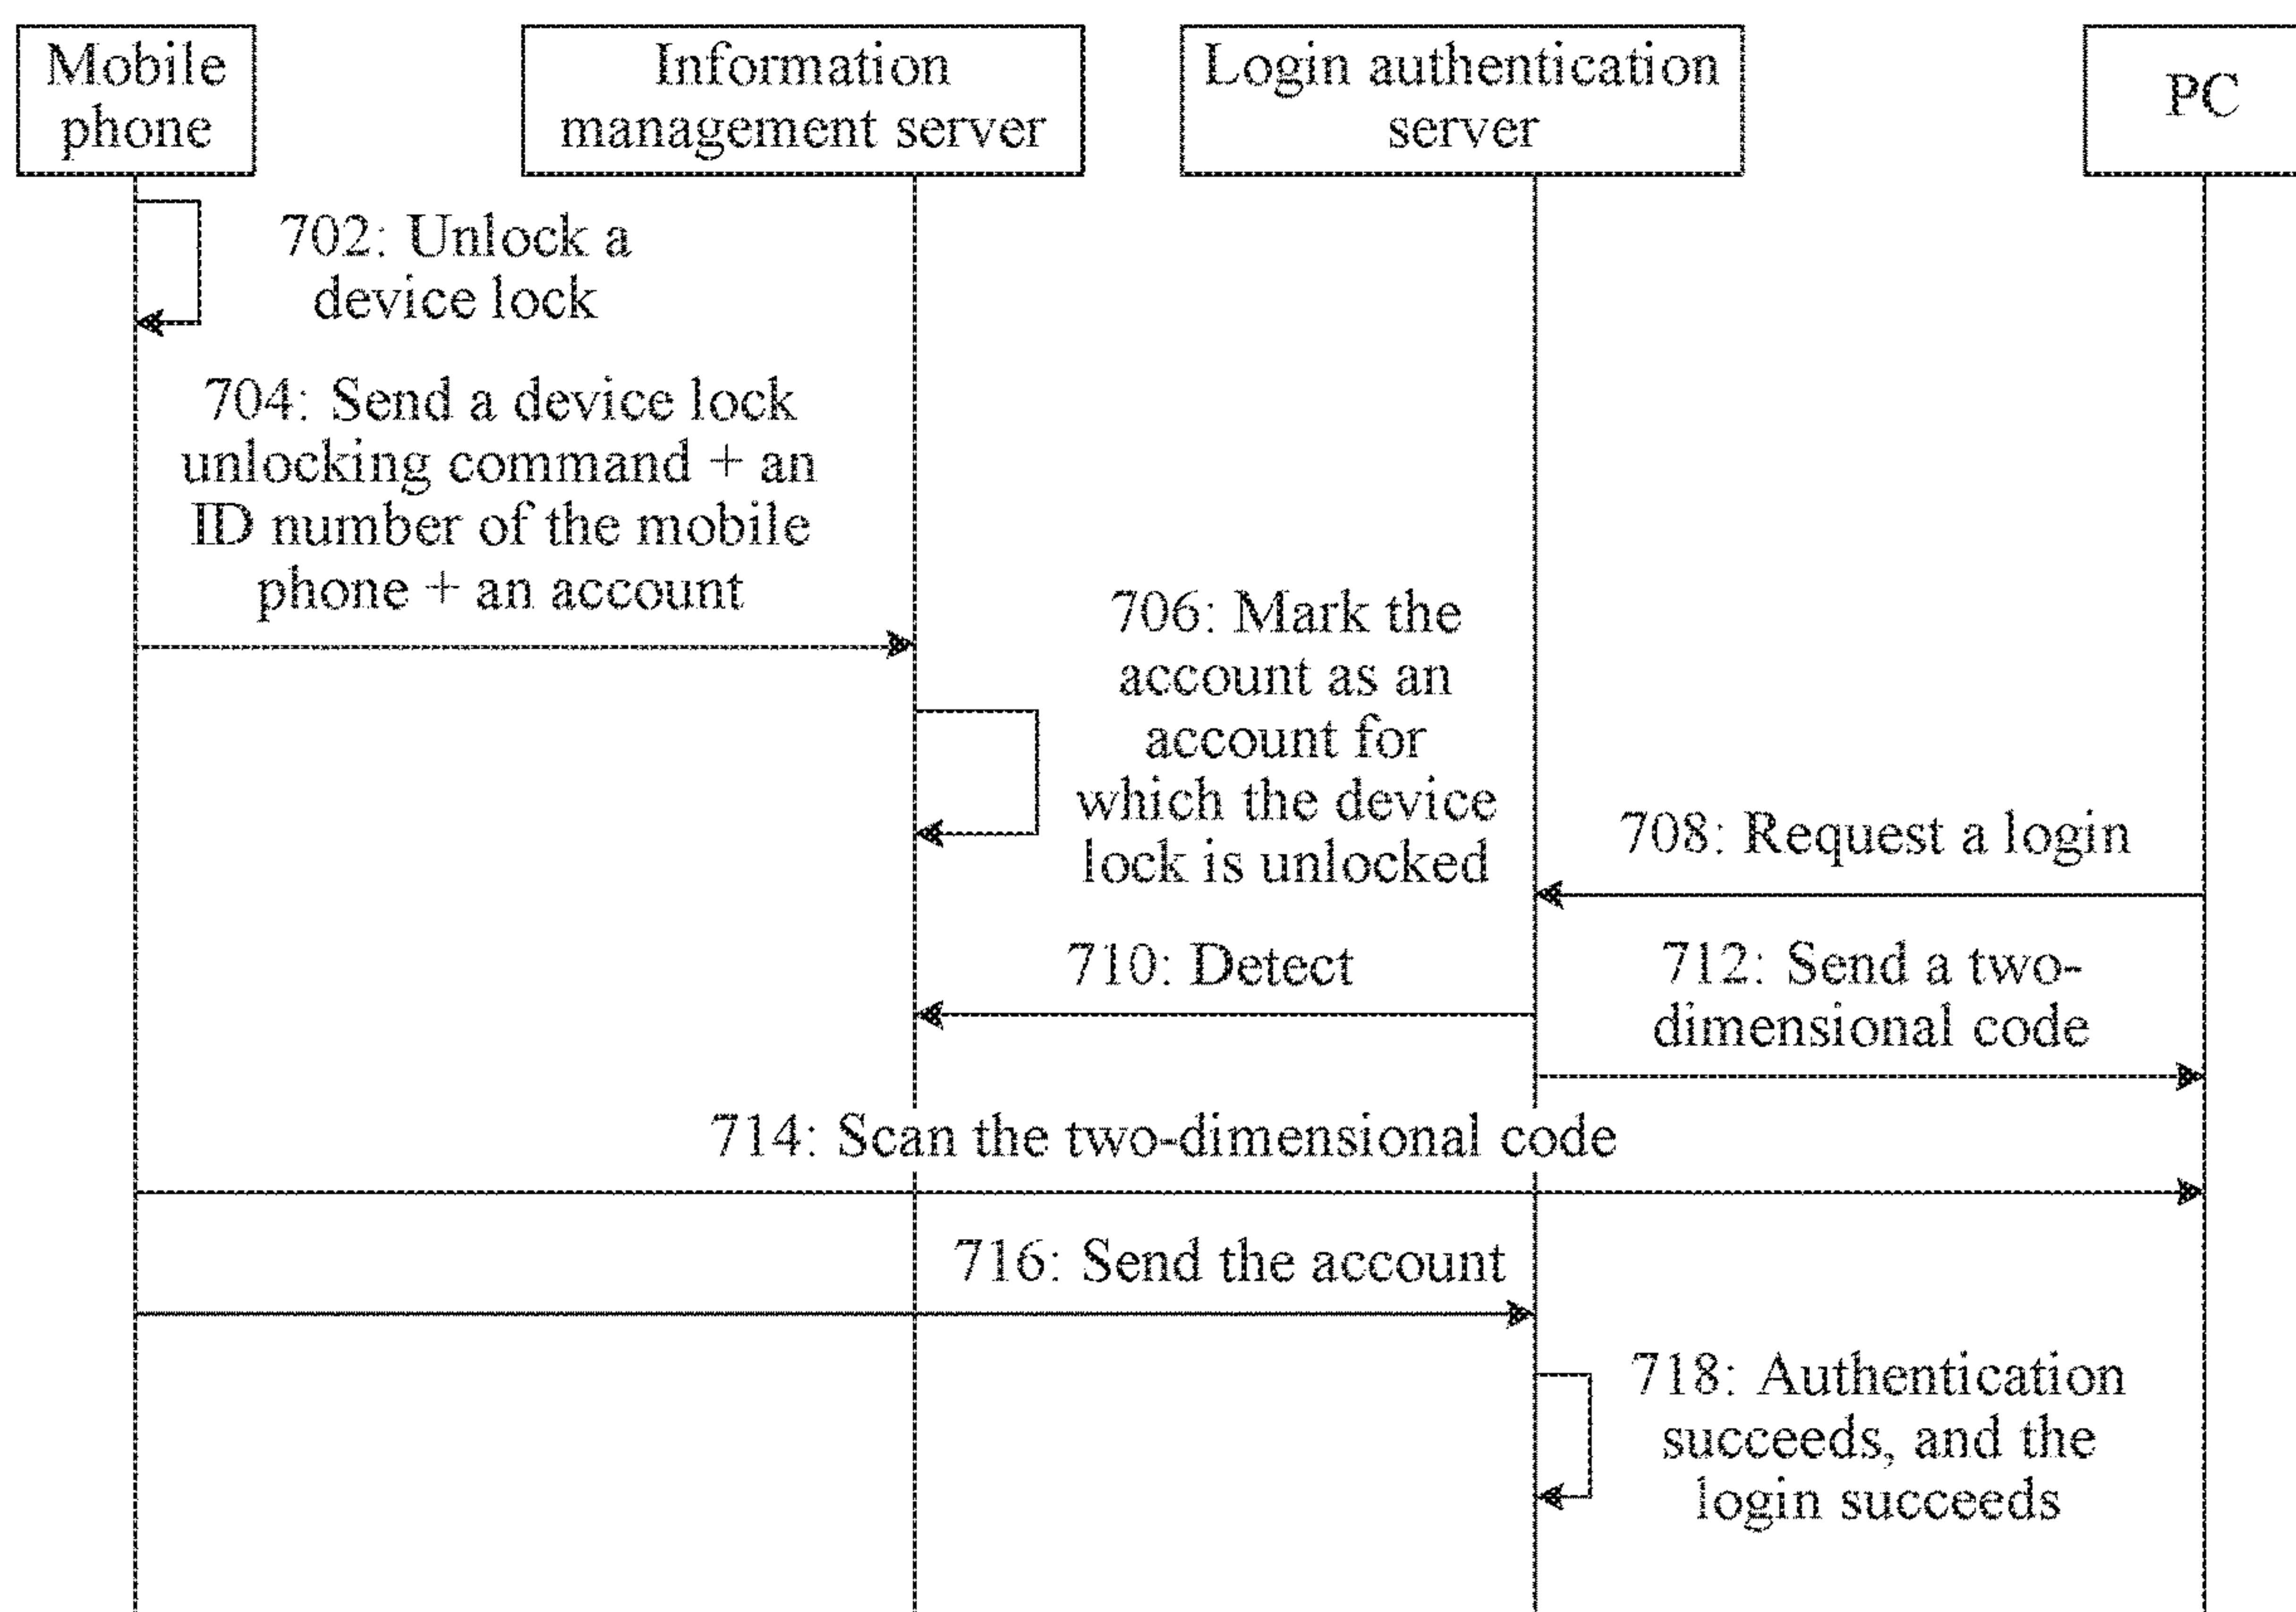 Mobile
phone
Information
management server
Login authentication
server
PC
702: Unlock a
device lock
704: Send a device lock
unlocking command + an
ID number of the mobile
phone + an account
706: Mark the
account as an
account for
which the device
lock is unlocked
708: Request a login
710: Detect
712: Send a two-
dimensional code
714: Scan the two-dimensional code
716: Send the account
718: Authentication
succeeds, and the
login succeeds